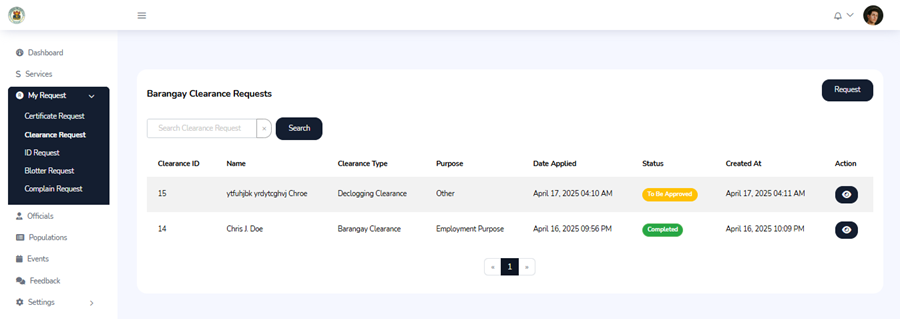 Dashboard
S Services
My Request
Certificate Request
Clearance Request
ID Request
Blotter Request
Complain Request
Officials
Populations
Events
Feedback
Settings
Barangay Clearance Requests
Request
Search Clearance Request × Search
Clearance ID Name Clearance Type Purpose Date Applied Status Created At Action
15 ytfuhjbk yrdytcghvj Chroe Declogging Clearance Other April 17, 2025 04:10 AM To Be Approved April 17, 2025 04:11 AM
14 Chris J. Doe Barangay Clearance Employment Purpose April 16, 2025 09:56 PM Completed April 16, 2025 10:09 PM
« 1 »